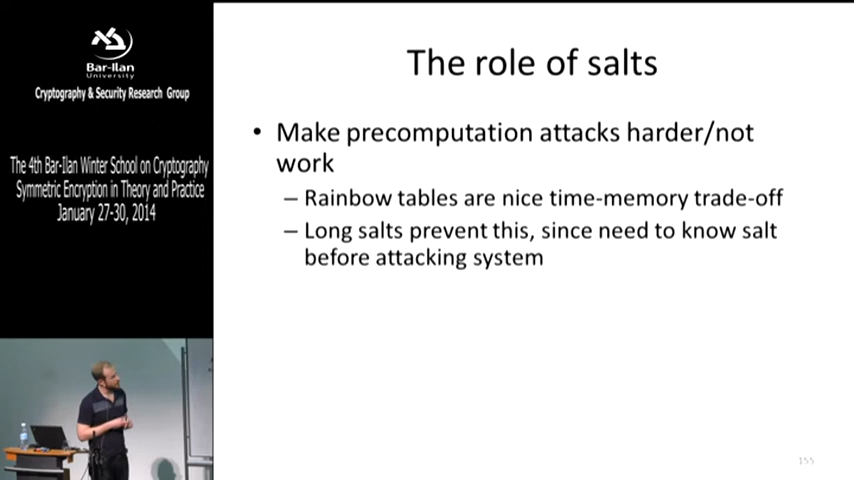 Bar-Ilan
University
Cryptography & Security Research Group
The 4th Bar-Ilan Winter School on Cryptography
Symmetric Encryption in Theory and Practice
January 27-30, 2014
The role of salts
• Make precomputation attacks harder/not
work
– Rainbow tables are nice time-memory trade-off
– Long salts prevent this, since need to know salt
before attacking system
155